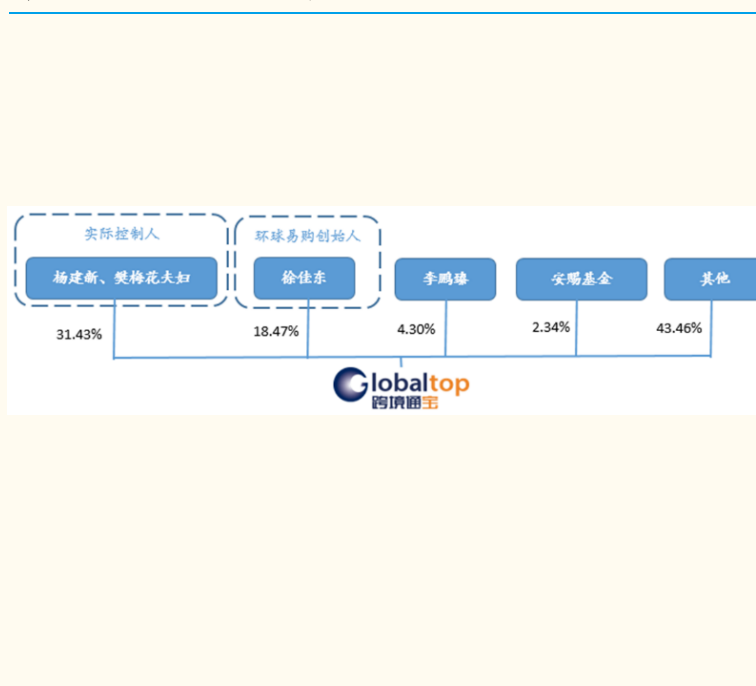 实际控制人
环球易购创始人
杨建新、樊梅花夫妇
徐佳东
李鹏臻
安赐基金
其他
31.43%
18.47%
4.30%
2.34%
43.46%
Globaltop
跨境通宝